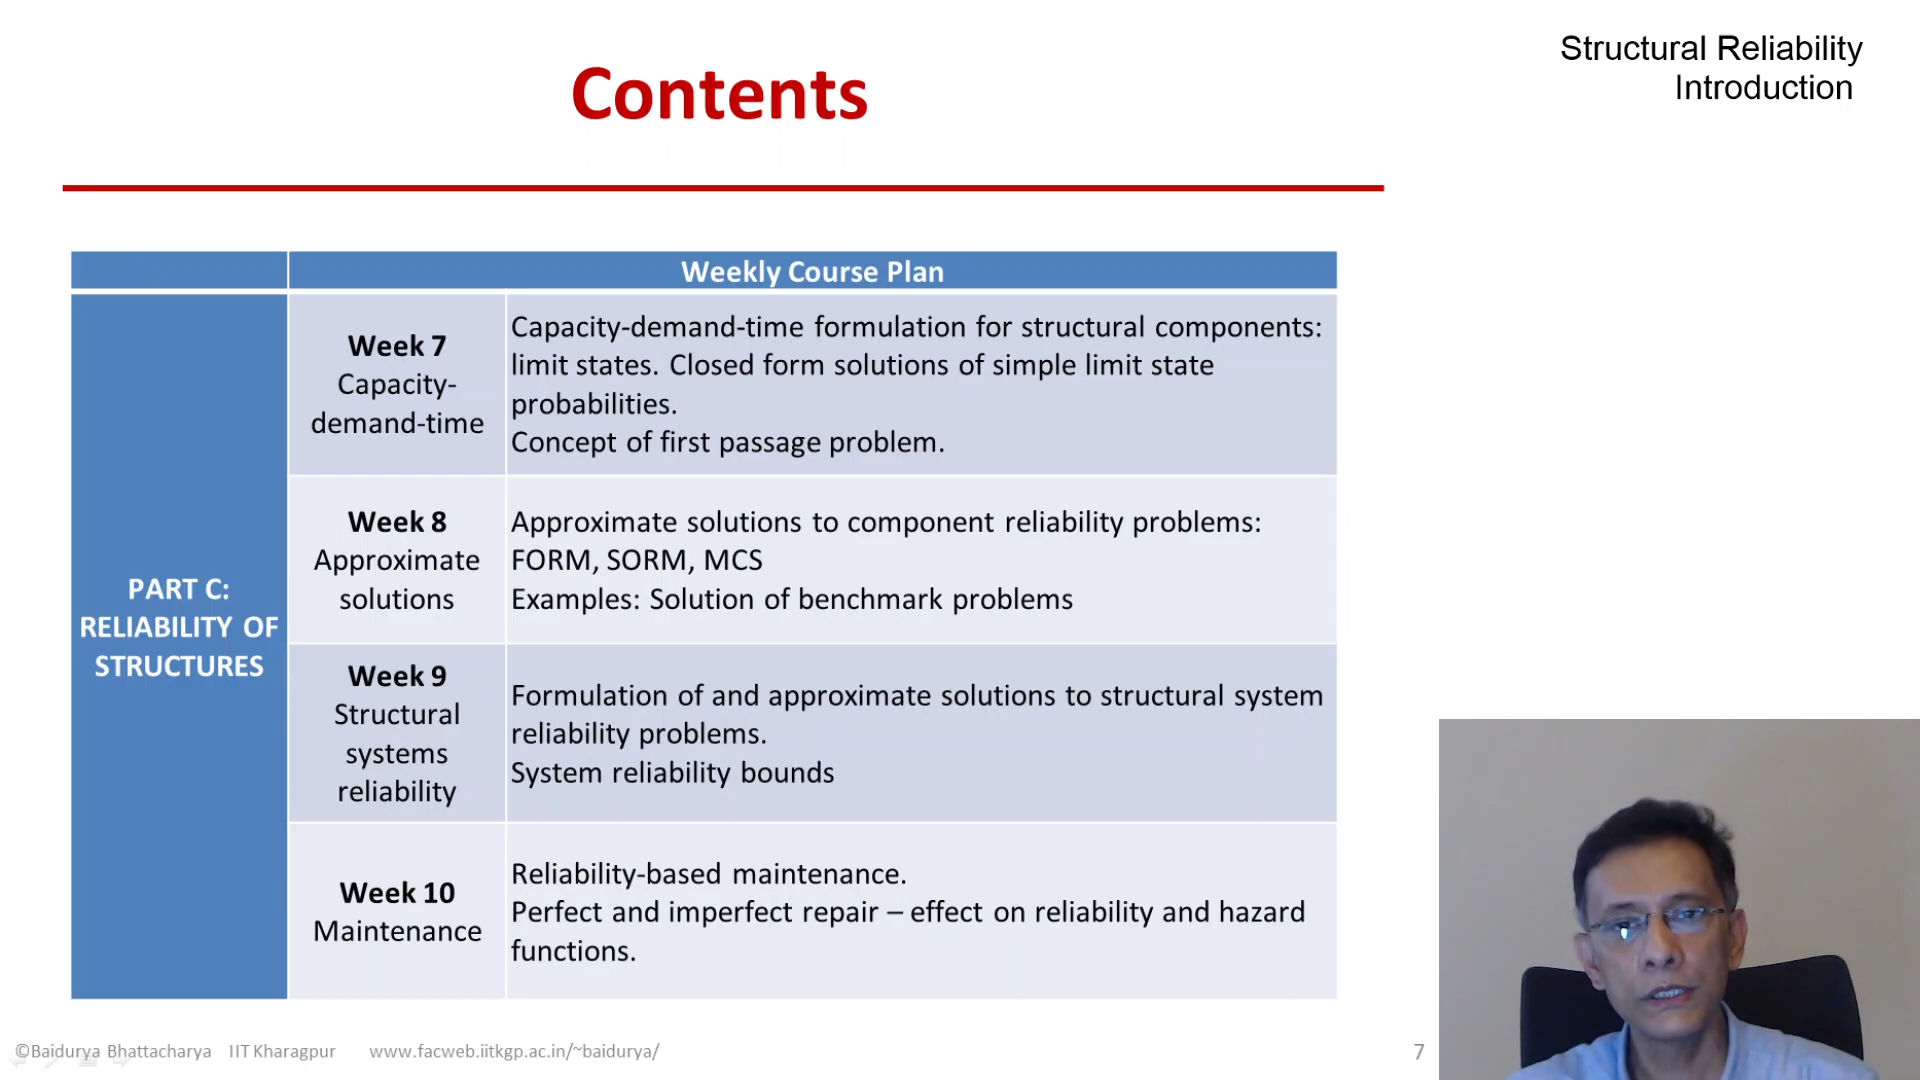 Structural Reliability
Introduction
Contents
Weekly Course Plan
PART C:
RELIABILITY OF
STRUCTURES
Week 7
Capacity-
demand-time
Capacity-demand-time formulation for structural components:
limit states. Closed form solutions of simple limit state
probabilities.
Concept of first passage problem.
Week 8
Approximate
solutions
Approximate solutions to component reliability problems:
FORM, SORM, MCS
Examples: Solution of benchmark problems
Week 9
Structural
systems
reliability
Formulation of and approximate solutions to structural system
reliability problems.
System reliability bounds
Week 10
Maintenance
Reliability-based maintenance.
Perfect and imperfect repair – effect on reliability and hazard
functions.
©Baidurya Bhattacharya IIT Kharagpur www.facweb.iitkgp.ac.in/~baidurya/
7